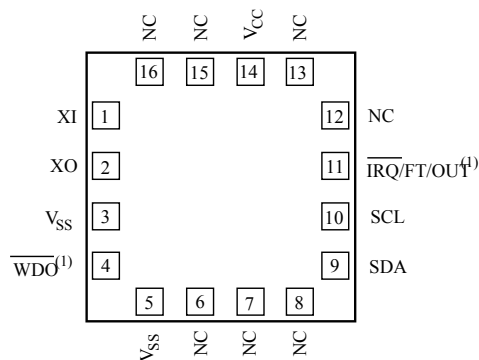 NC NC VCC NC
16 15 14 13
XI 1 12 NC
XO 2 11 IRQ/FT/OUT(1)
VSS 3 10 SCL
WDO(1) 4 9 SDA
5 6 7 8
VSS NC NC NC